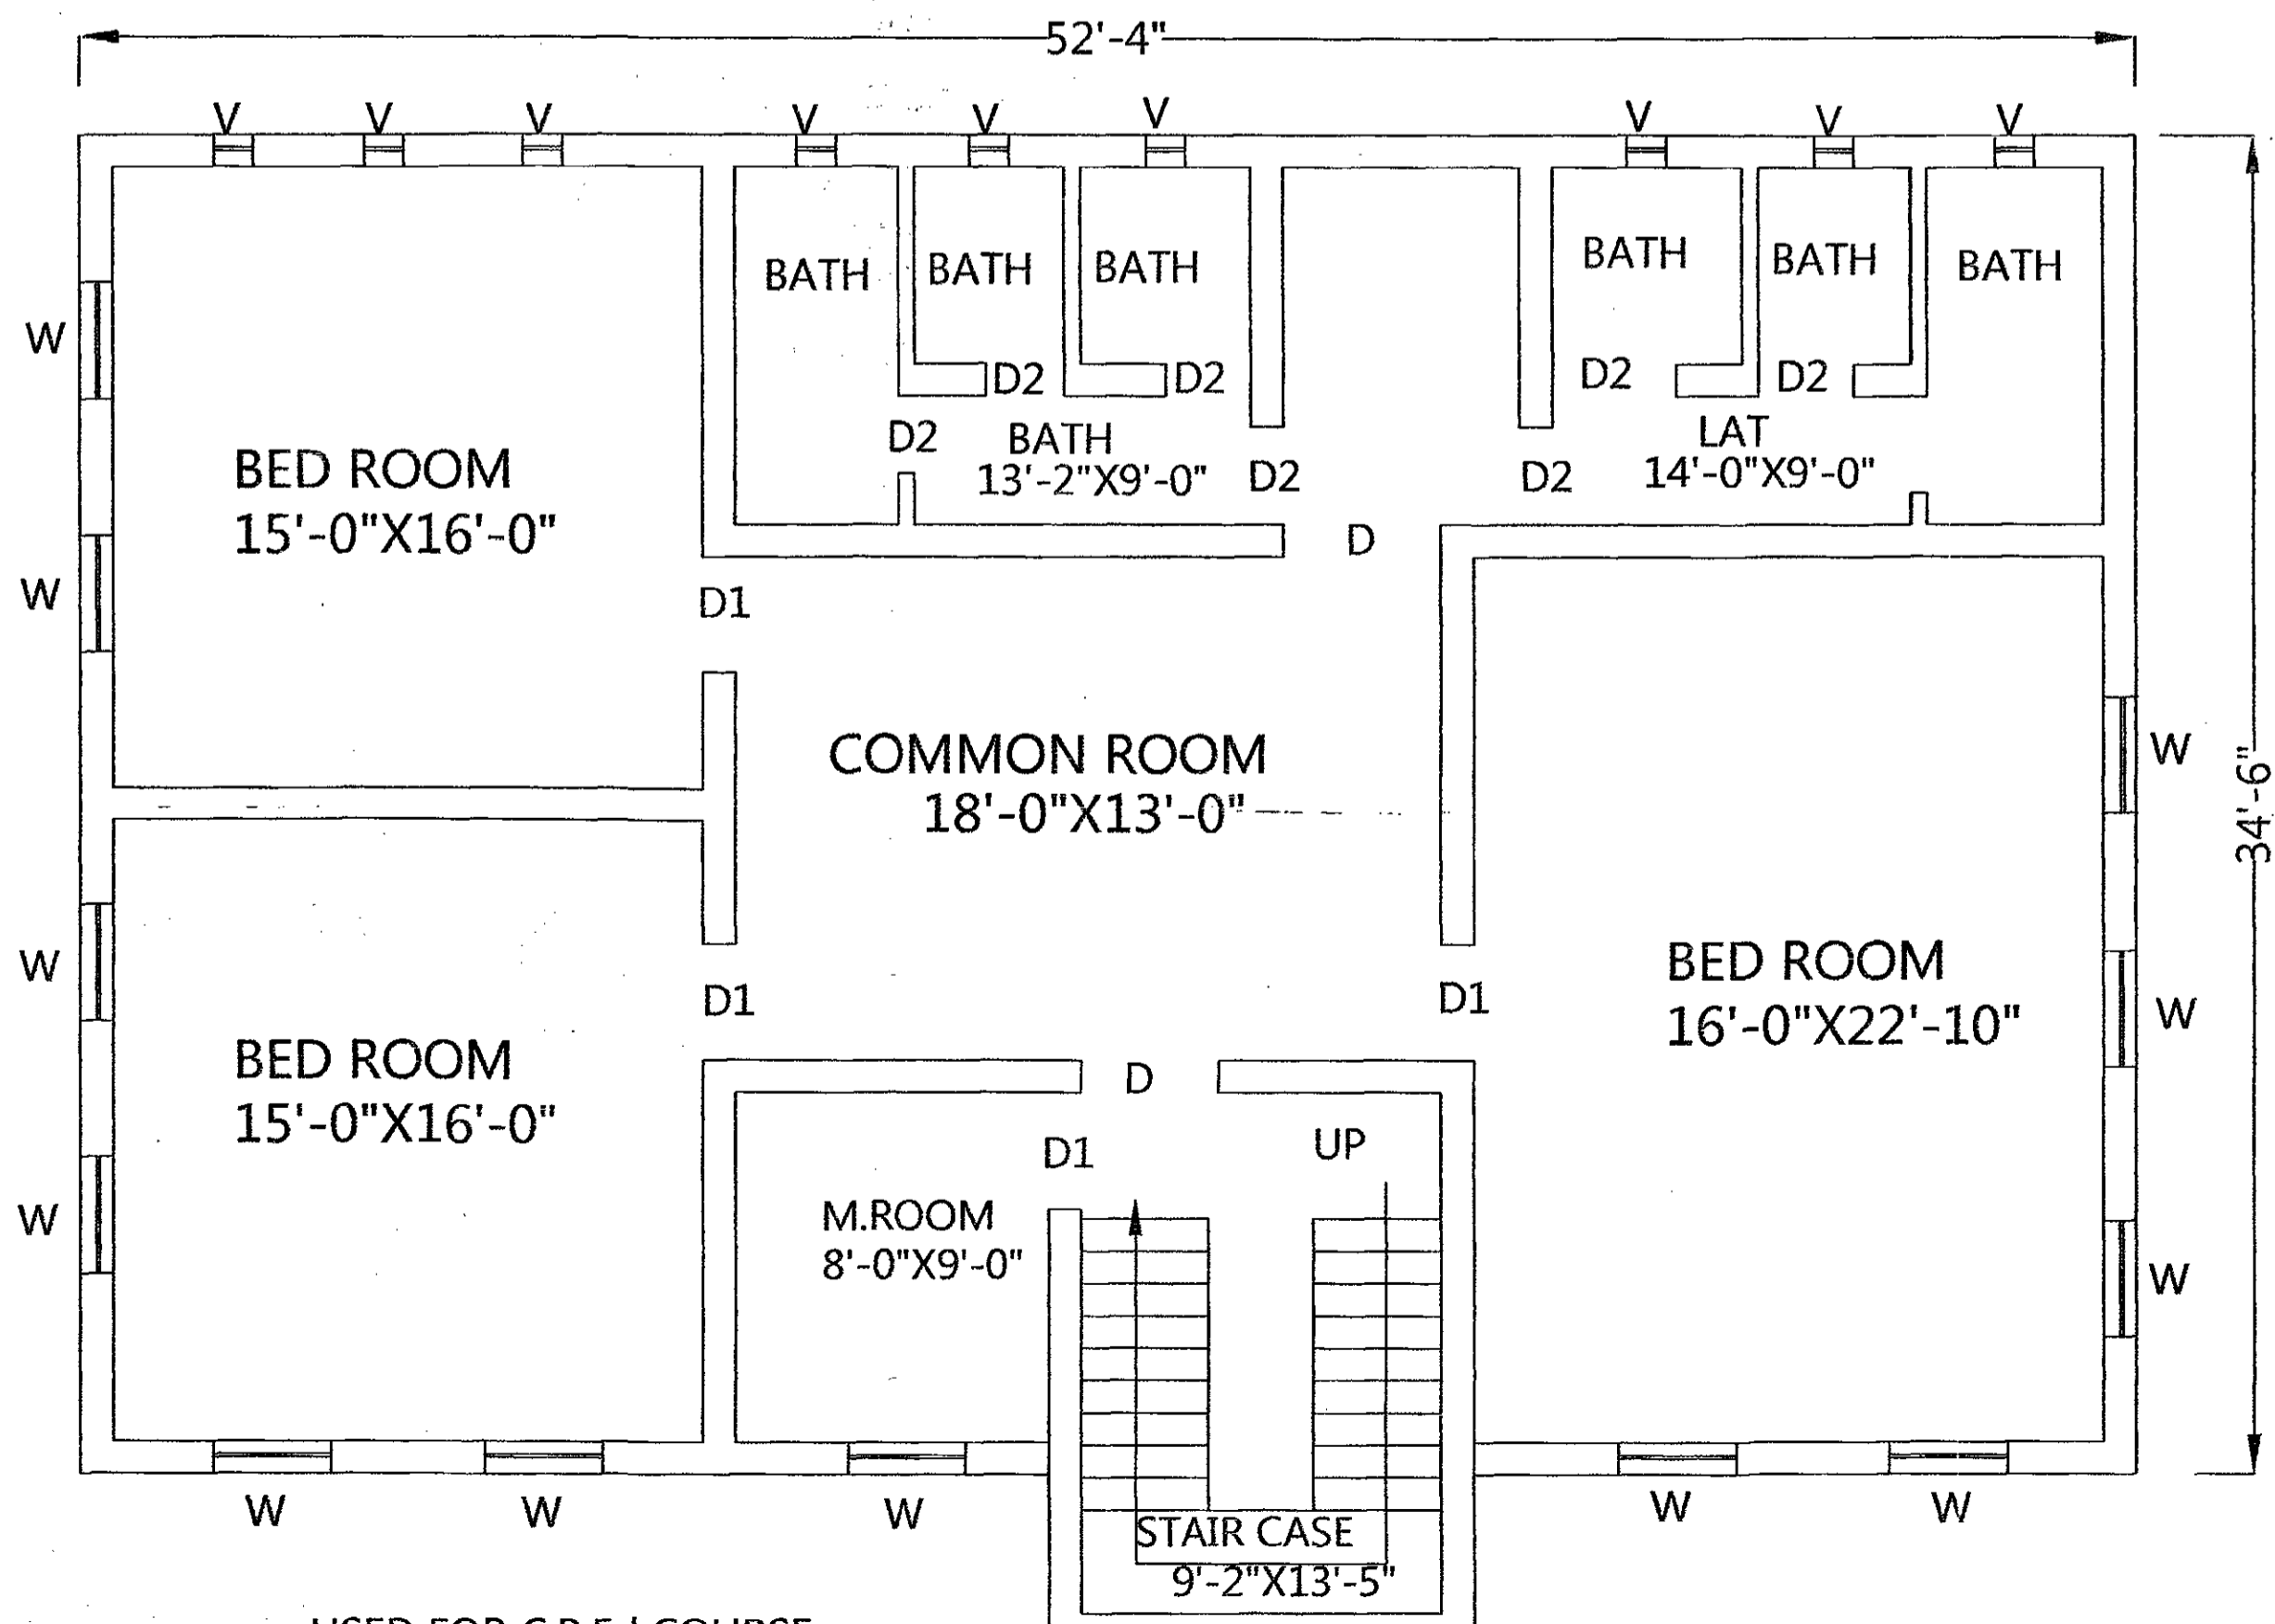 52'-4"
V V V V V V V V V
BATH BATH BATH BATH BATH BATH
W
D2 D2 D2 D2
D2 BATH LAT
13'-2"X9'-0" D2 D2 14'-0"X9'-0"
BED ROOM
15'-0"X16'-0"
D
W
D1
COMMON ROOM
18'-0"X13'-0"
W
34'-6"
W
D1 D1
BED ROOM
16'-0"X22'-10"
W
BED ROOM
15'-0"X16'-0"
D
D1 UP
W
M.ROOM
8'-0"X9'-0"
W
W W W W W
STAIR CASE
9'-2"X13'-5"